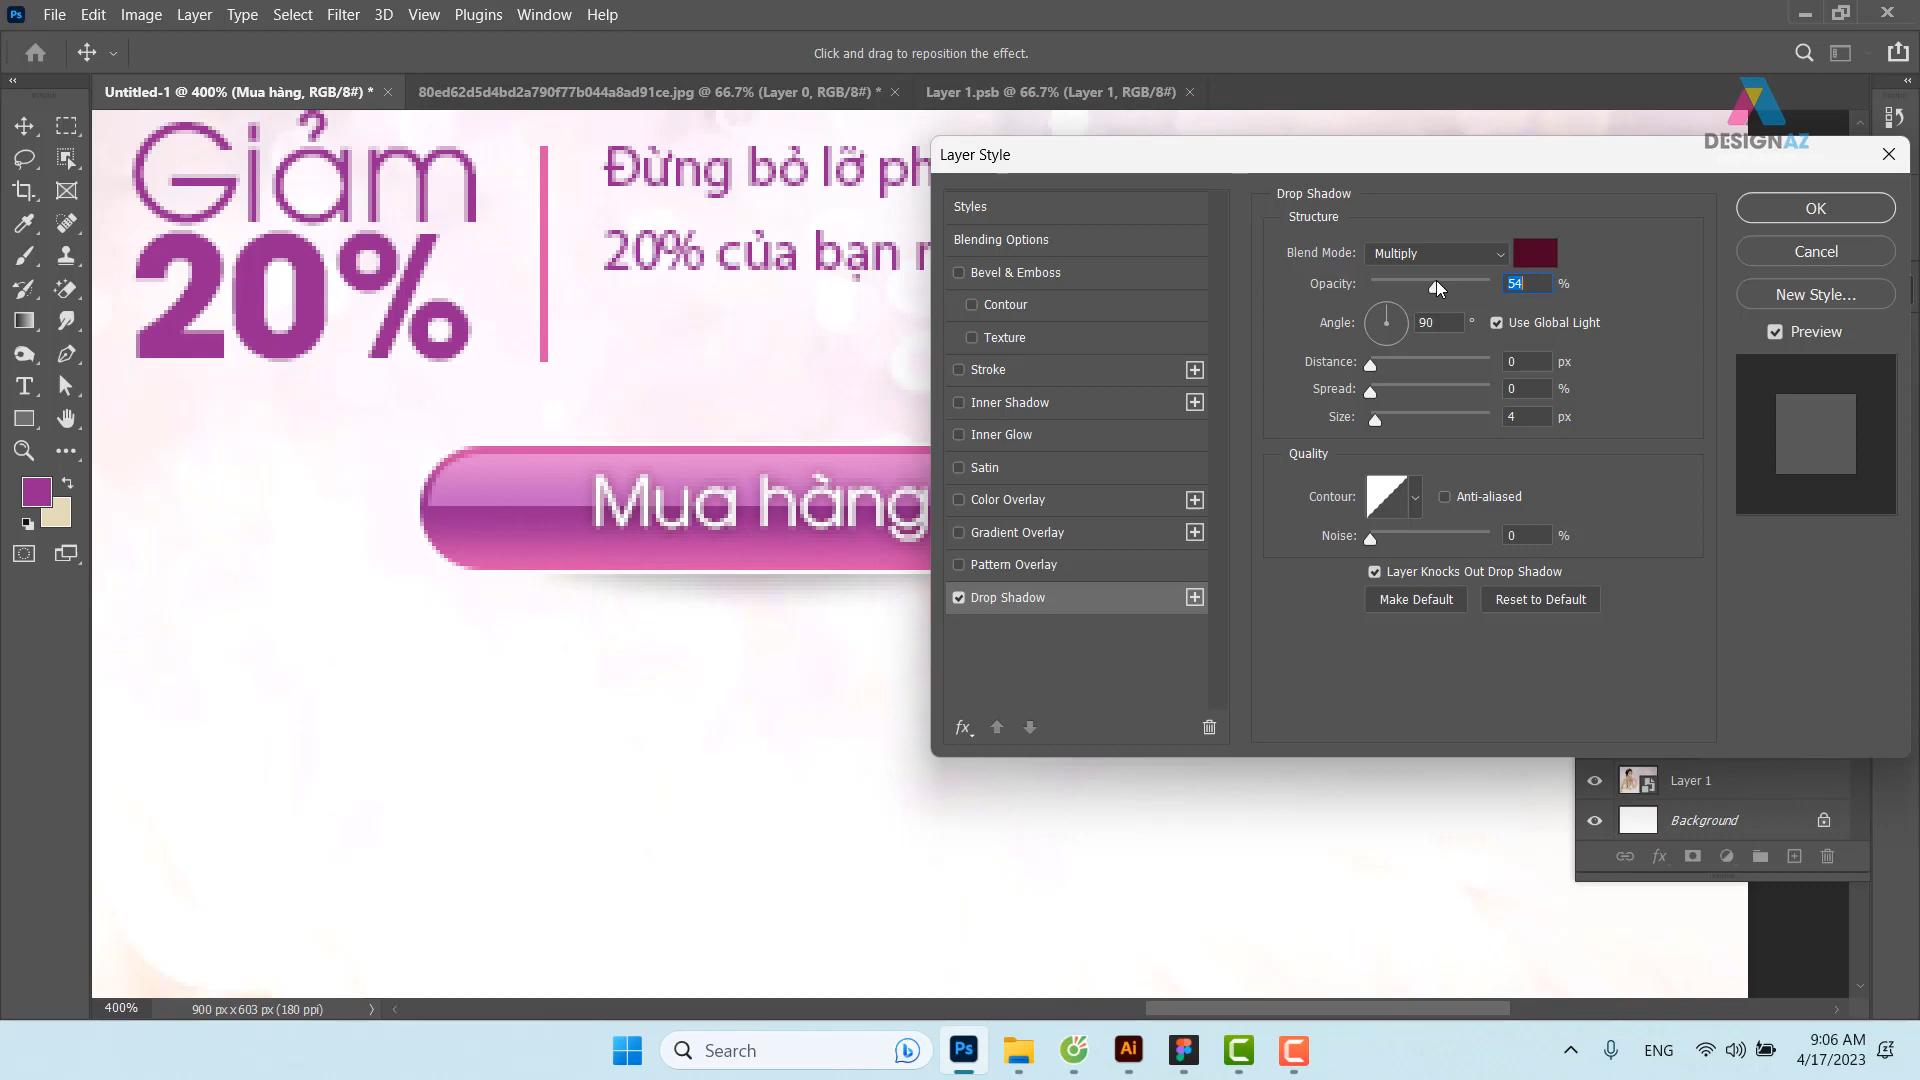 Ps File Edit Image Layer Type Select Filter 3D View Plugins Window Help
Click and drag to reposition the effect.
Untitled-1 @ 400% (Mua hàng, RGB/8#) *
80ed62d5d4bd2a790f77b044a8ad91ce.jpg @ 66.7% (Layer 0, RGB/8#) *
Layer 1.psb @ 66.7% (Layer 1, RGB/8#)
DESIGNAZ
Giảm
20%
Đừng bỏ lỡ ph
20% của bạn
Mua hàng
Layer Style
Styles
Blending Options
Bevel & Emboss
Contour
Texture
Stroke
Inner Shadow
Inner Glow
Satin
Color Overlay
Gradient Overlay
Pattern Overlay
Drop Shadow
fx
Drop Shadow
Structure
Blend Mode: Multiply
Opacity: 54 %
Angle: 90 ° Use Global Light
Distance: 0 px
Spread: 0 %
Size: 4 px
Quality
Contour: Anti-aliased
Noise: 0 %
Layer Knocks Out Drop Shadow
Make Default Reset to Default
OK
Cancel
New Style...
Preview
Layer 1
Background
fx
400% 900 px x 603 px (180 ppi)
Search
Ps
Ai
ENG
9:06 AM
4/17/2023